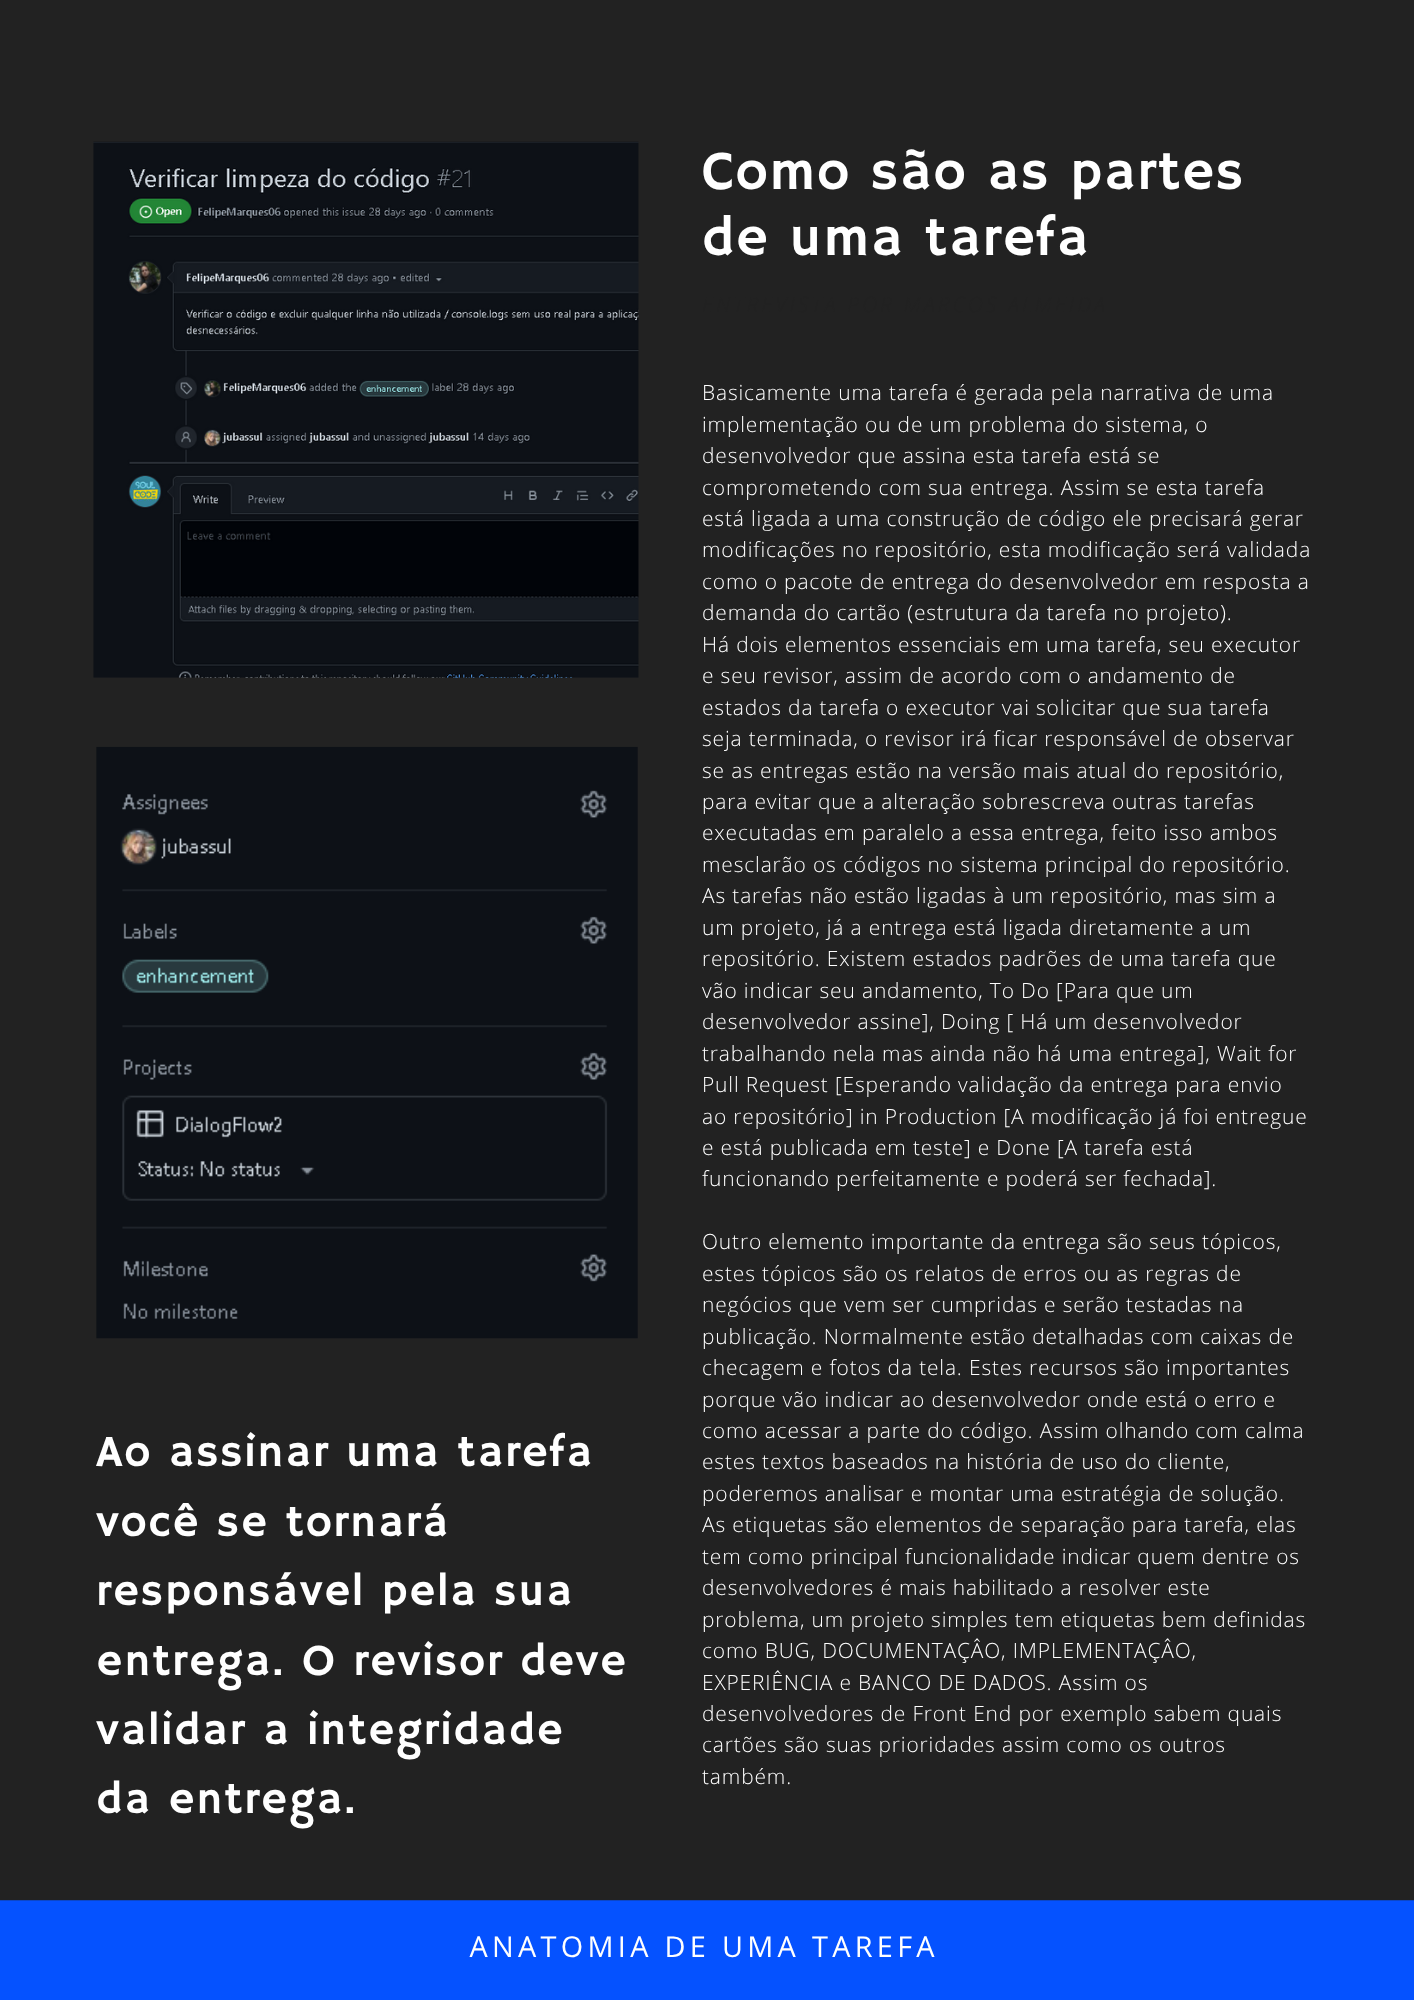 Verificar limpeza do código #21
Open FelipeMarques06 opened this issue 28 days ago · 0 comments
FelipeMarques06 commented 28 days ago • edited
Verificar o código e excluir qualquer linha não utilizada / console.logs sem uso real para a aplicaç
desnecessários.
FelipeMarques06 added the enhancement label 28 days ago
jubassul assigned jubassul and unassigned jubassul 14 days ago
SOUL
CODE
Write Preview H B I <>
Leave a comment
Attach files by dragging & dropping, selecting or pasting them.
Remember, contributions to this repository should follow our GitHub Community Guidelines
Assignees
jubassul
Labels
enhancement
Projects
DialogFlow2
Status: No status
Milestone
No milestone
Ao assinar uma tarefa
você se tornará
responsável pela sua
entrega. O revisor deve
validar a integridade
da entrega.
Como são as partes
de uma tarefa
Basicamente uma tarefa é gerada pela narrativa de uma
implementação ou de um problema do sistema, o
desenvolvedor que assina esta tarefa está se
comprometendo com sua entrega. Assim se esta tarefa
está ligada a uma construção de código ele precisará gerar
modificações no repositório, esta modificação será validada
como o pacote de entrega do desenvolvedor em resposta a
demanda do cartão (estrutura da tarefa no projeto).
Há dois elementos essenciais em uma tarefa, seu executor
e seu revisor, assim de acordo com o andamento de
estados da tarefa o executor vai solicitar que sua tarefa
seja terminada, o revisor irá ficar responsável de observar
se as entregas estão na versão mais atual do repositório,
para evitar que a alteração sobrescreva outras tarefas
executadas em paralelo a essa entrega, feito isso ambos
mesclarão os códigos no sistema principal do repositório.
As tarefas não estão ligadas à um repositório, mas sim a
um projeto, já a entrega está ligada diretamente a um
repositório. Existem estados padrões de uma tarefa que
vão indicar seu andamento, To Do [Para que um
desenvolvedor assine], Doing [ Há um desenvolvedor
trabalhando nela mas ainda não há uma entrega], Wait for
Pull Request [Esperando validação da entrega para envio
ao repositório] in Production [A modificação já foi entregue
e está publicada em teste] e Done [A tarefa está
funcionando perfeitamente e poderá ser fechada].
Outro elemento importante da entrega são seus tópicos,
estes tópicos são os relatos de erros ou as regras de
negócios que vem ser cumpridas e serão testadas na
publicação. Normalmente estão detalhadas com caixas de
checagem e fotos da tela. Estes recursos são importantes
porque vão indicar ao desenvolvedor onde está o erro e
como acessar a parte do código. Assim olhando com calma
estes textos baseados na história de uso do cliente,
poderemos analisar e montar uma estratégia de solução.
As etiquetas são elementos de separação para tarefa, elas
tem como principal funcionalidade indicar quem dentre os
desenvolvedores é mais habilitado a resolver este
problema, um projeto simples tem etiquetas bem definidas
como BUG, DOCUMENTAÇÂO, IMPLEMENTAÇÂO,
EXPERIÊNCIA e BANCO DE DADOS. Assim os
desenvolvedores de Front End por exemplo sabem quais
cartões são suas prioridades assim como os outros
também.
ANATOMIA DE UMA TAREFA